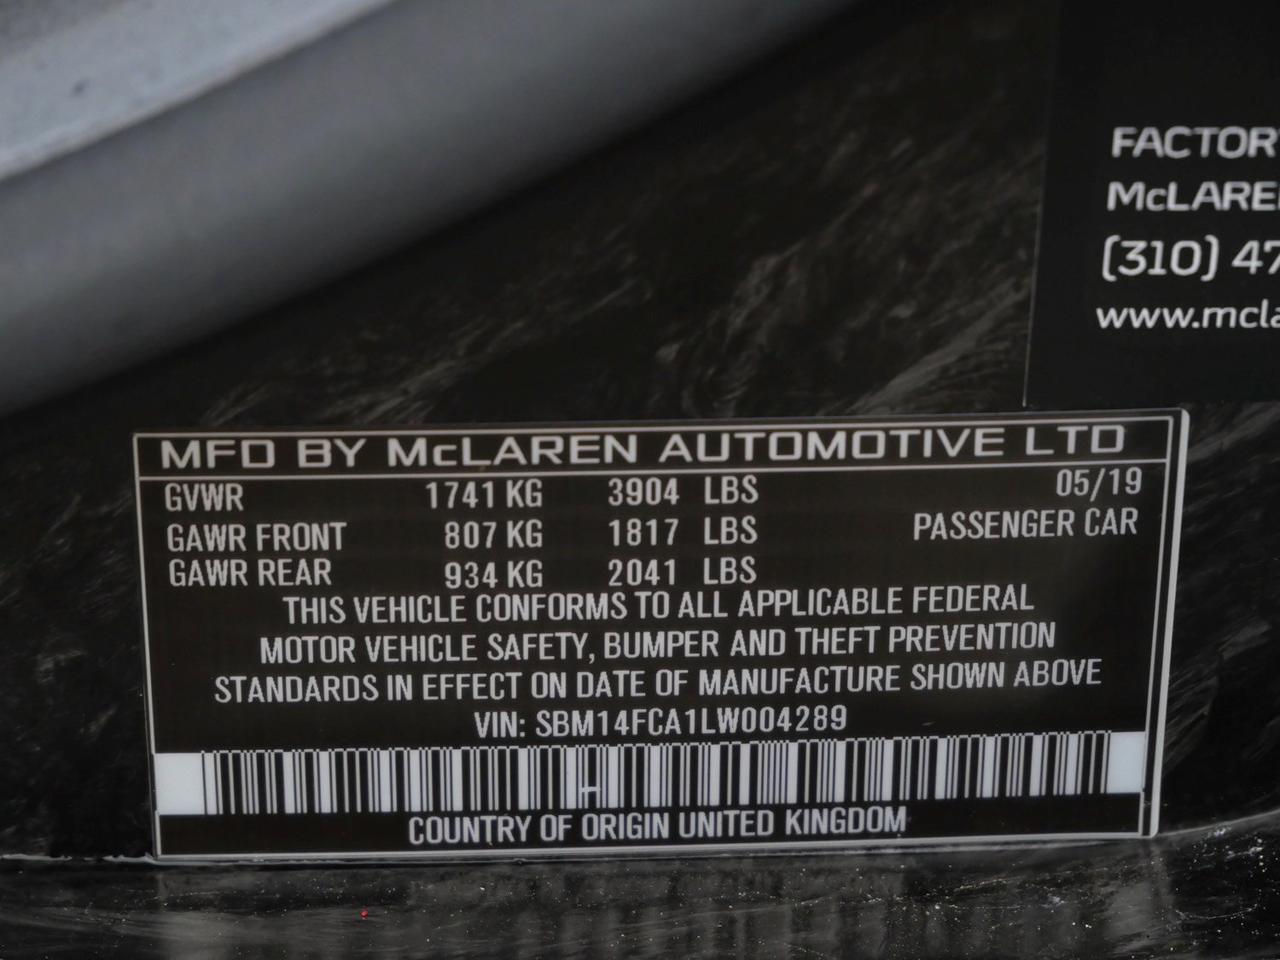 FACTOR
McLARE
(310) 47
www.mcla
MFD BY McLAREN AUTOMOTIVE LTD
GVWR 1741 KG 3904 LBS 05/19
GAWR FRONT 807 KG 1817 LBS PASSENGER CAR
GAWR REAR 934 KG 2041 LBS
THIS VEHICLE CONFORMS TO ALL APPLICABLE FEDERAL
MOTOR VEHICLE SAFETY, BUMPER AND THEFT PREVENTION
STANDARDS IN EFFECT ON DATE OF MANUFACTURE SHOWN ABOVE
VIN: SBM14FCA1LW004289
COUNTRY OF ORIGIN UNITED KINGDOM